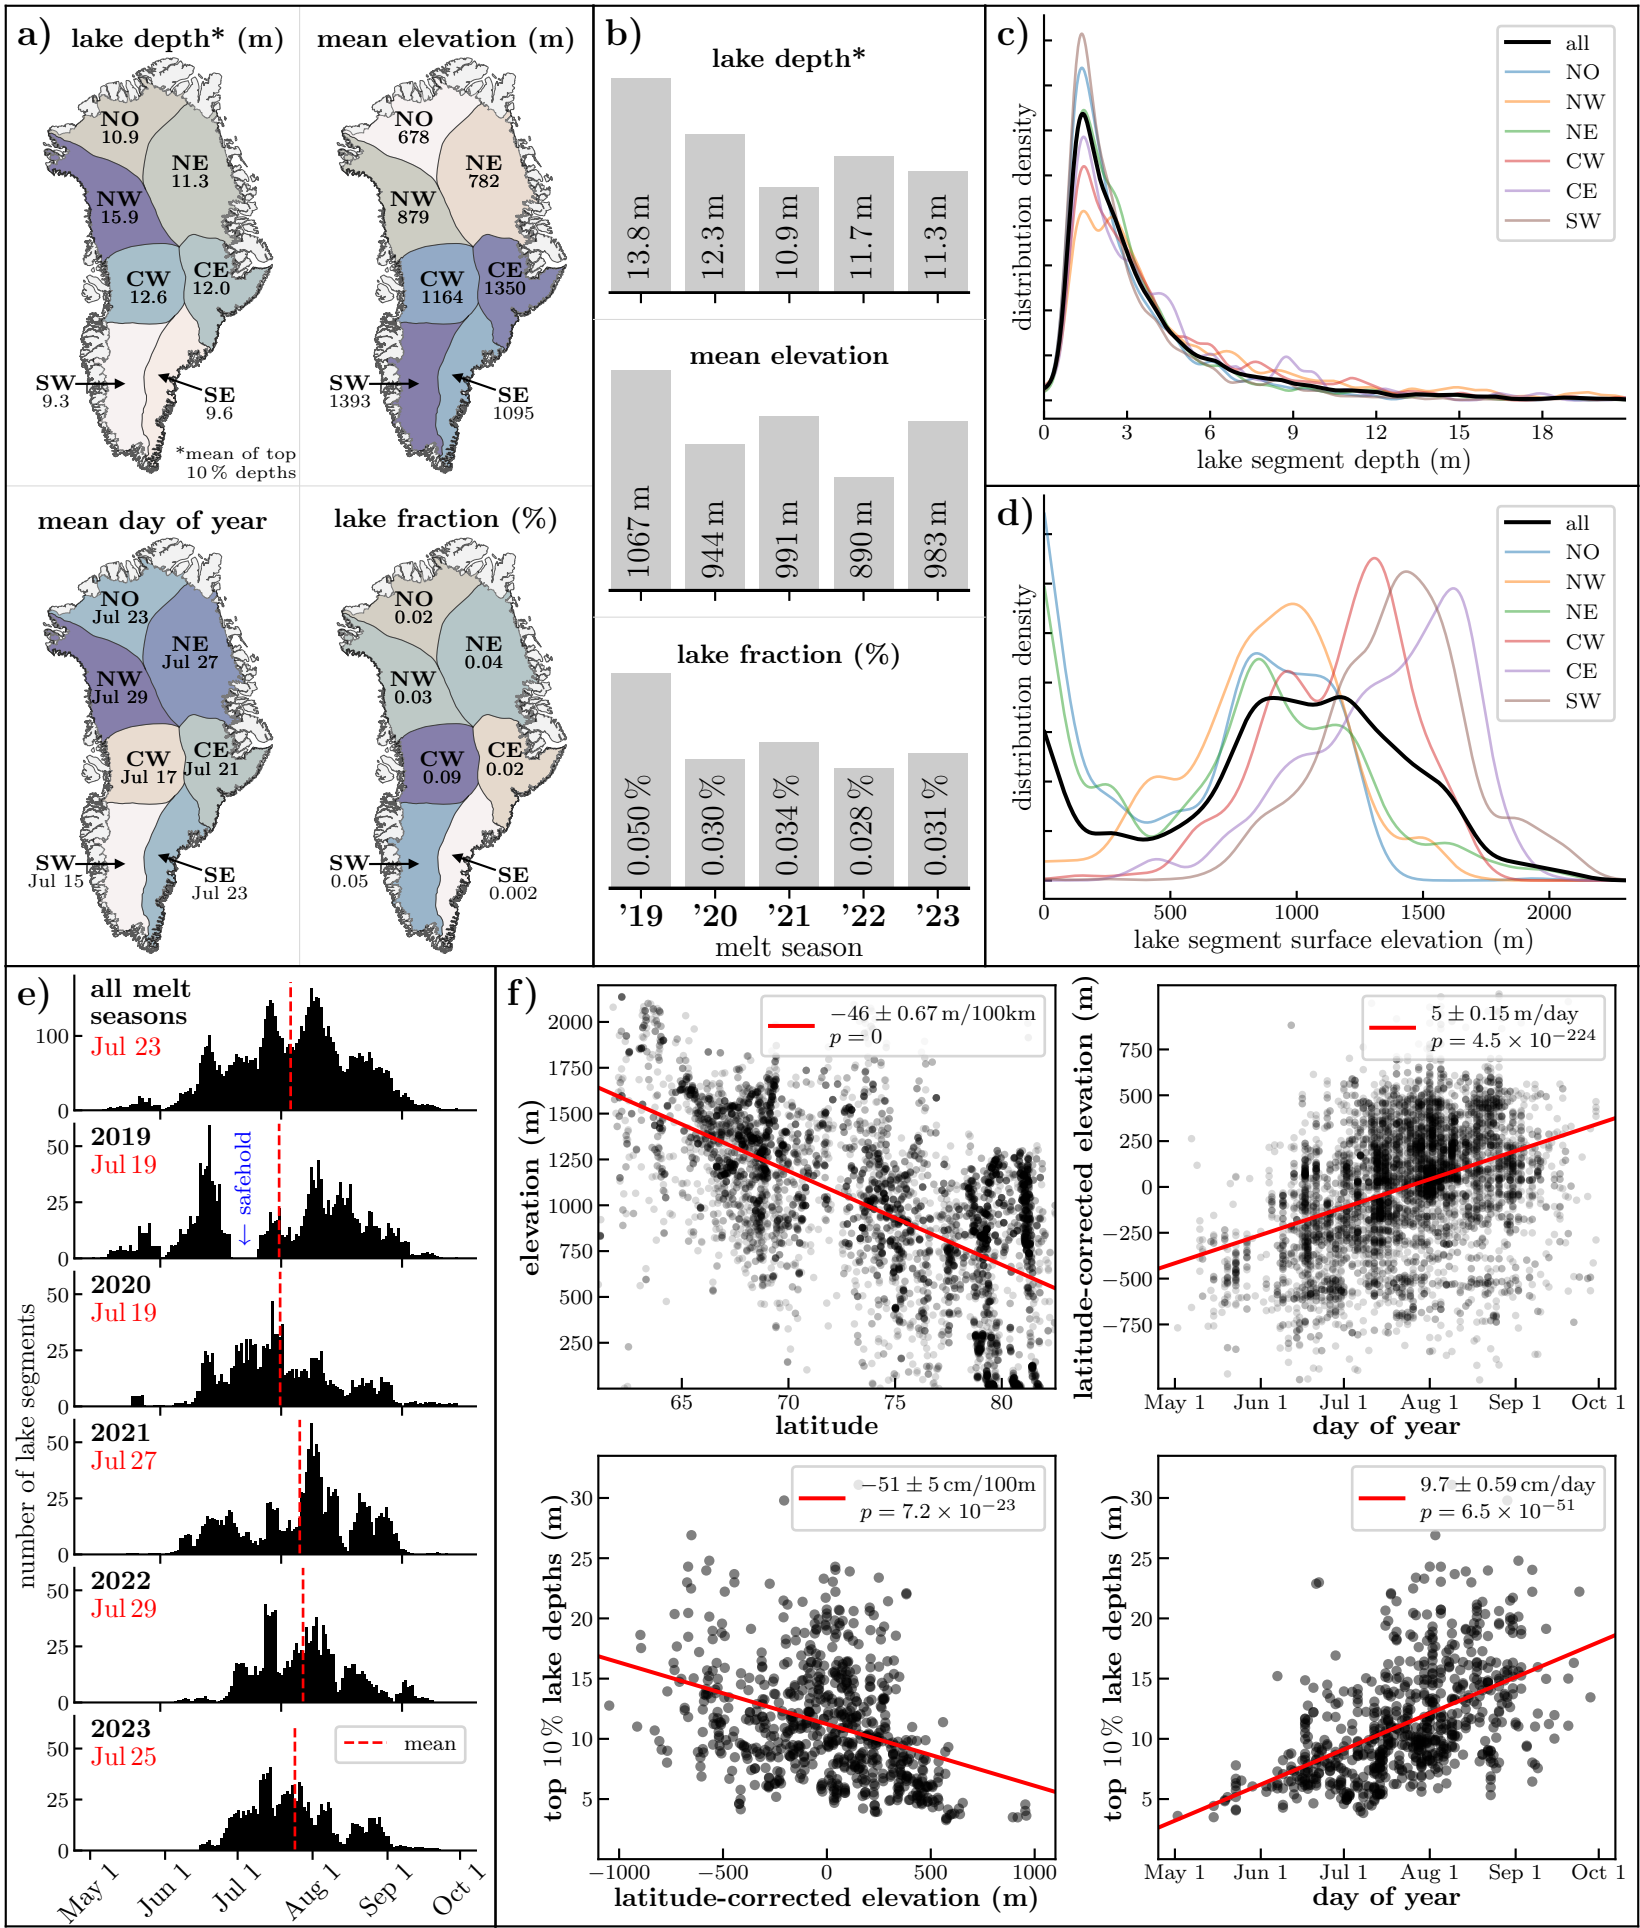 a)
lake depth* (m)
NO
10.9
NE
11.3
NW
15.9
CW
12.6
CE
12.0
SW
9.3
SE
9.6
*mean of top
10 % depths
mean elevation (m)
NO
678
NE
782
NW
879
CW
1164
CE
1350
SW
1393
SE
1095
mean day of year
NO
Jul 23
NE
Jul 27
NW
Jul 29
CW
Jul 17
CE
Jul 21
SW
Jul 15
SE
Jul 23
lake fraction (%)
NO
0.02
NE
0.04
NW
0.03
CW
0.09
CE
0.02
SW
0.05
SE
0.002
b)
lake depth*
13.8 m
12.3 m
10.9 m
11.7 m
11.3 m
mean elevation
1067 m
944 m
991 m
890 m
983 m
lake fraction (%)
0.050 %
0.030 %
0.034 %
0.028 %
0.031 %
’19 ’20 ’21 ’22 ’23
melt season
c)
distribution density
all
NO
NW
NE
CW
CE
SW
0 3 6 9 12 15 18
lake segment depth (m)
d)
distribution density
all
NO
NW
NE
CW
CE
SW
0 500 1000 1500 2000
lake segment surface elevation (m)
e)
number of lake segments
all melt
seasons
Jul 23
100
0
2019
Jul 19
← safehold
50
25
0
2020
Jul 19
50
25
0
2021
Jul 27
50
25
0
2022
Jul 29
50
25
0
2023
Jul 25
mean
50
25
0
May 1 Jun 1 Jul 1 Aug 1 Sep 1 Oct 1
f)
elevation (m)
2000
1750
1500
1250
1000
750
500
250
−46 ± 0.67 m/100km
p = 0
65 70 75 80
latitude
latitude-corrected elevation (m)
750
500
250
0
−250
−500
−750
5 ± 0.15 m/day
p = 4.5 × 10⁻²²⁴
May 1 Jun 1 Jul 1 Aug 1 Sep 1 Oct 1
day of year
top 10% lake depths (m)
30
25
20
15
10
5
−51 ± 5 cm/100m
p = 7.2 × 10⁻²³
−1000 −500 0 500 1000
latitude-corrected elevation (m)
top 10% lake depths (m)
30
25
20
15
10
5
9.7 ± 0.59 cm/day
p = 6.5 × 10⁻⁵¹
May 1 Jun 1 Jul 1 Aug 1 Sep 1 Oct 1
day of year